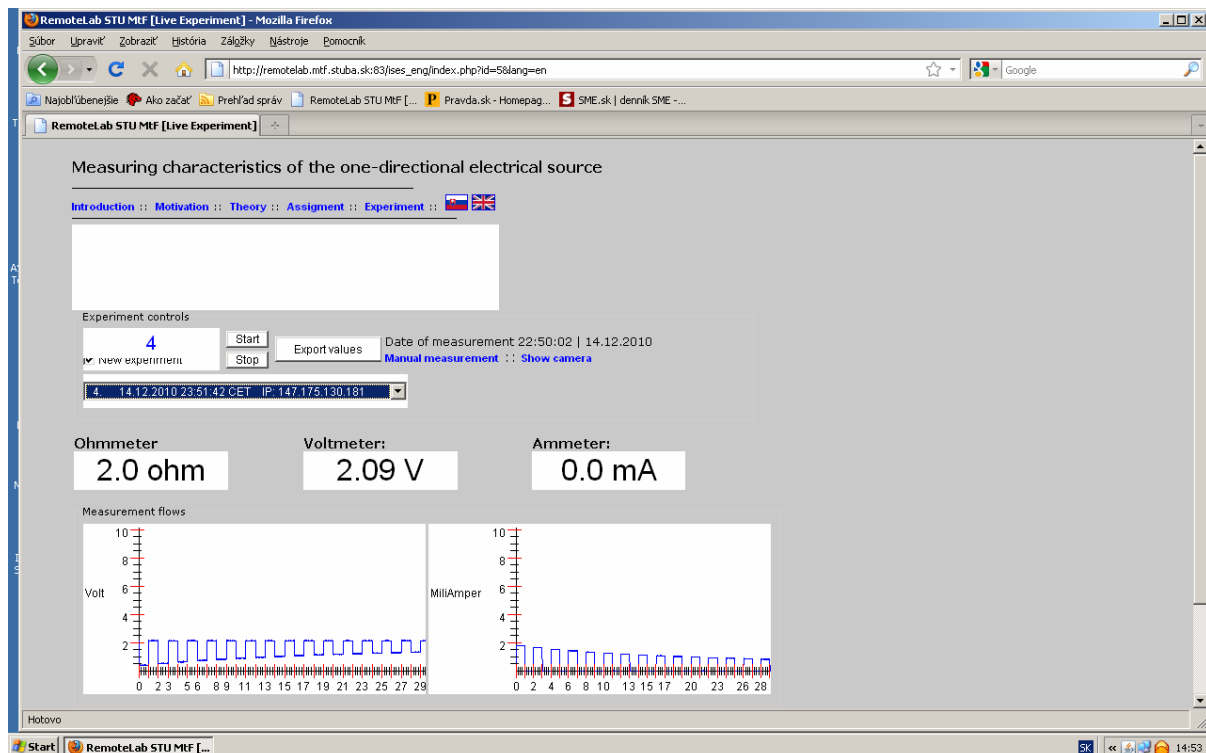 RemoteLab STU MtF [Live Experiment] - Mozilla Firefox
Súbor Upraviť Zobraziť História Záložky Nástroje Pomocník
http://remotelab.mtf.stuba.sk:83/ises_eng/index.php?id=5&lang=en Google
Najobľúbenejšie Ako začať Prehľad správ RemoteLab STU MtF [... Pravda.sk - Homepag... SME.sk | denník SME -...
RemoteLab STU MtF [Live Experiment]
Measuring characteristics of the one-directional electrical source
Introduction :: Motivation :: Theory :: Assigment :: Experiment ::
Experiment controls
4 Start Export values Date of measurement 22:50:02 | 14.12.2010
New experiment Stop Manual measurement :: Show camera
4. 14.12.2010 23:51:42 CET IP: 147.175.130.181
Ohmmeter Voltmeter: Ammeter:
2.0 ohm 2.09 V 0.0 mA
Measurement flows
10 10
8 8
Volt 6 MiliAmper 6
4 4
2 2
0 2 3 5 6 8 9 11 13 15 17 19 21 23 25 27 29 0 2 4 6 8 10 13 15 17 20 23 26 28
Hotovo
Start RemoteLab STU MtF [... SK « 14:53